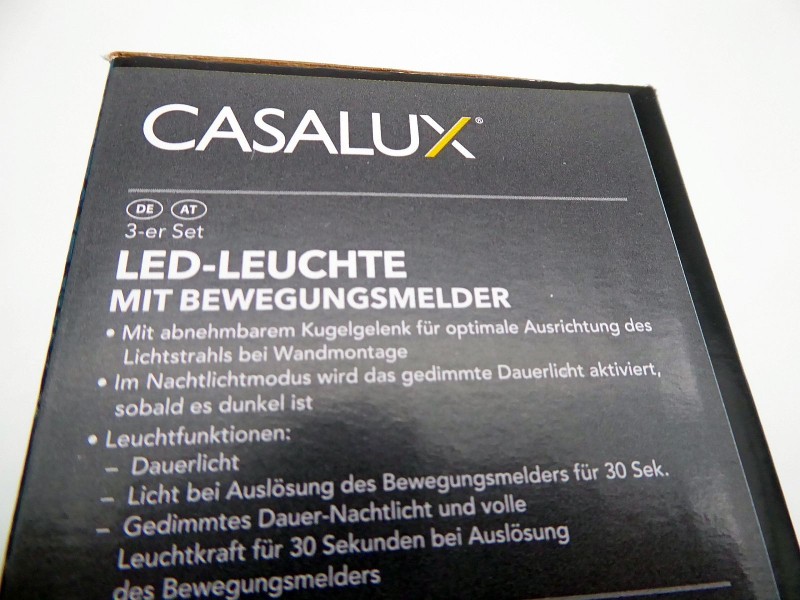 CASALUX®
DE AT
3-er Set
LED-LEUCHTE
MIT BEWEGUNGSMELDER
• Mit abnehmbarem Kugelgelenk für optimale Ausrichtung des
Lichtstrahls bei Wandmontage
• Im Nachtlichtmodus wird das gedimmte Dauerlicht aktiviert,
sobald es dunkel ist
• Leuchtfunktionen:
– Dauerlicht
– Licht bei Auslösung des Bewegungsmelders für 30 Sek.
– Gedimmtes Dauer-Nachtlicht und volle
Leuchtkraft für 30 Sekunden bei Auslösung
des Bewegungsmelders